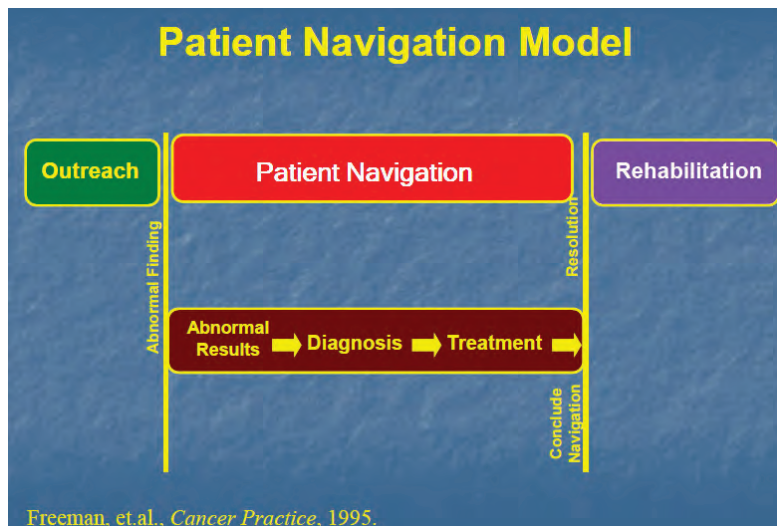 Patient Navigation Model
Outreach
Patient Navigation
Rehabilitation
Abnormal Finding
Resolution
Abnormal
Results
Diagnosis
Treatment
Conclude
Navigation
Freeman, et.al., Cancer Practice, 1995.